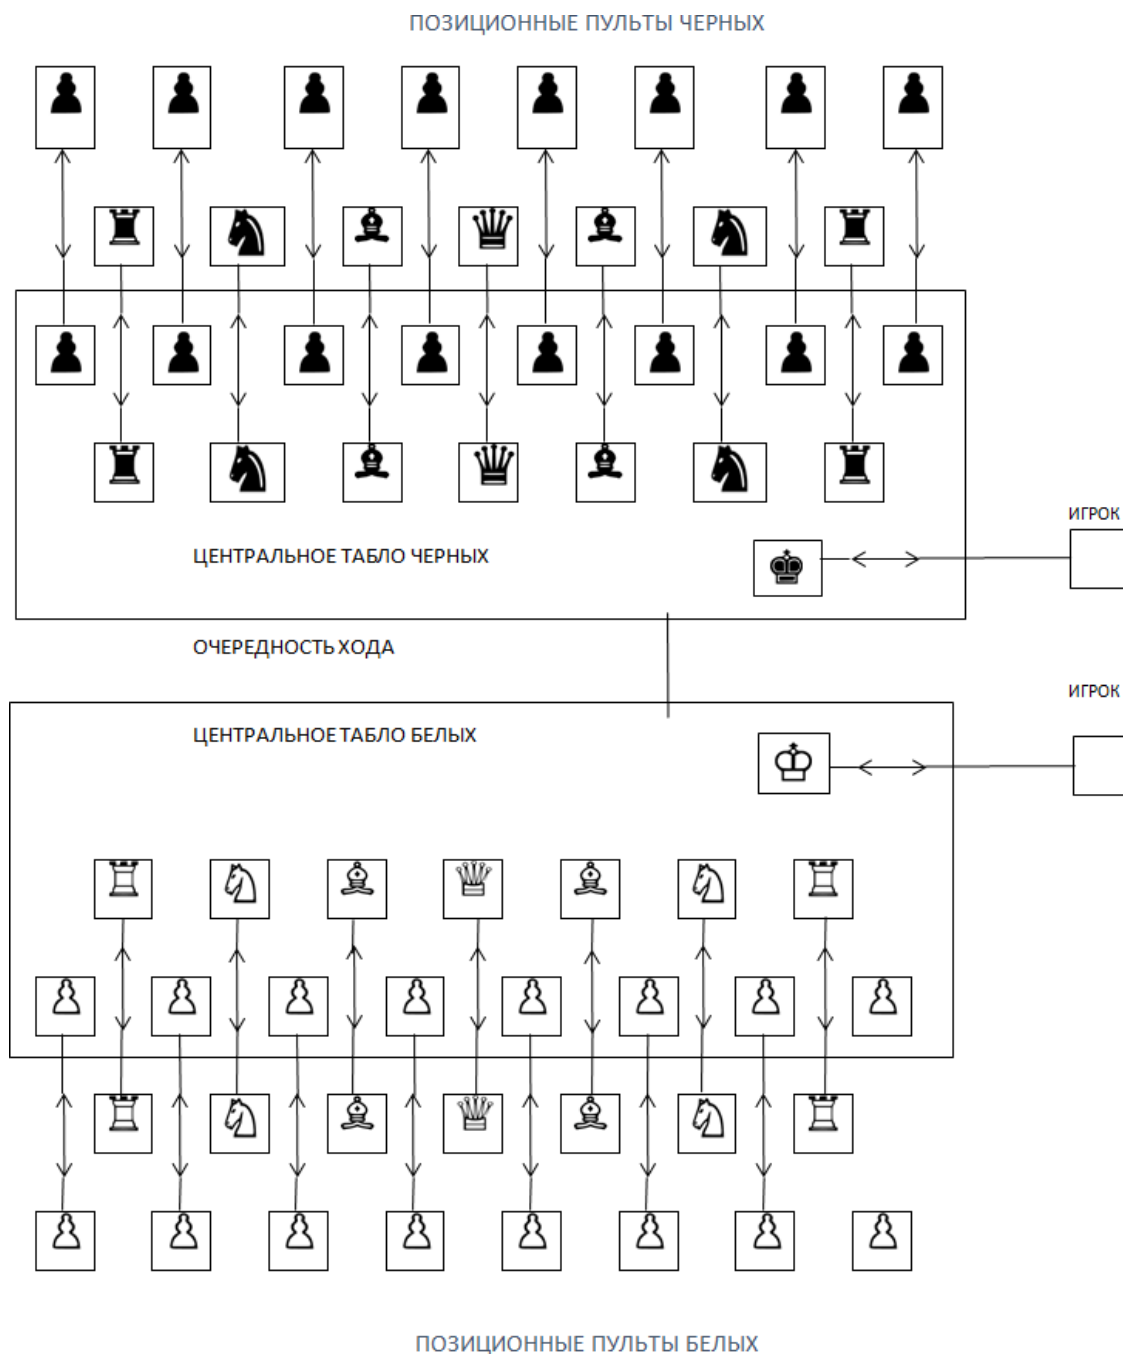 ПОЗИЦИОННЫЕ ПУЛЬТЫ ЧЕРНЫХ
ИГРОК
ЦЕНТРАЛЬНОЕ ТАБЛО ЧЕРНЫХ
ОЧЕРЕДНОСТЬ ХОДА
ИГРОК
ЦЕНТРАЛЬНОЕ ТАБЛО БЕЛЫХ
ПОЗИЦИОННЫЕ ПУЛЬТЫ БЕЛЫХ